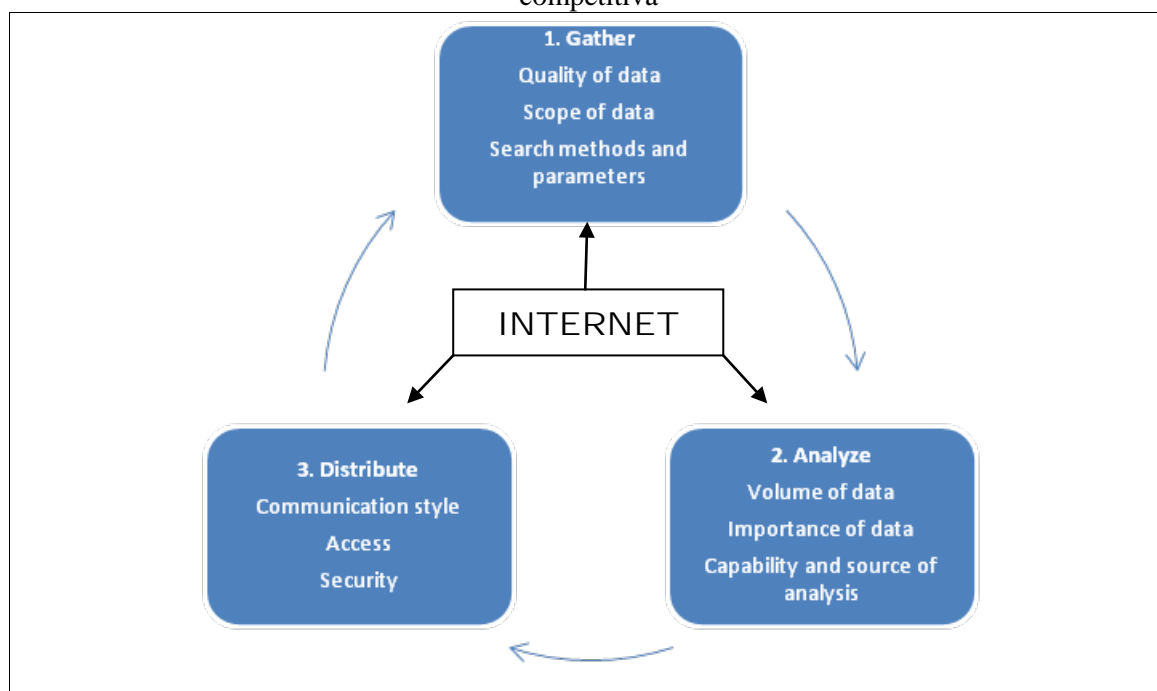 competitiva
1. Gather
Quality of data
Scope of data
Search methods and
parameters
INTERNET
3. Distribute
Communication style
Access
Security
2. Analyze
Volume of data
Importance of data
Capability and source of
analysis